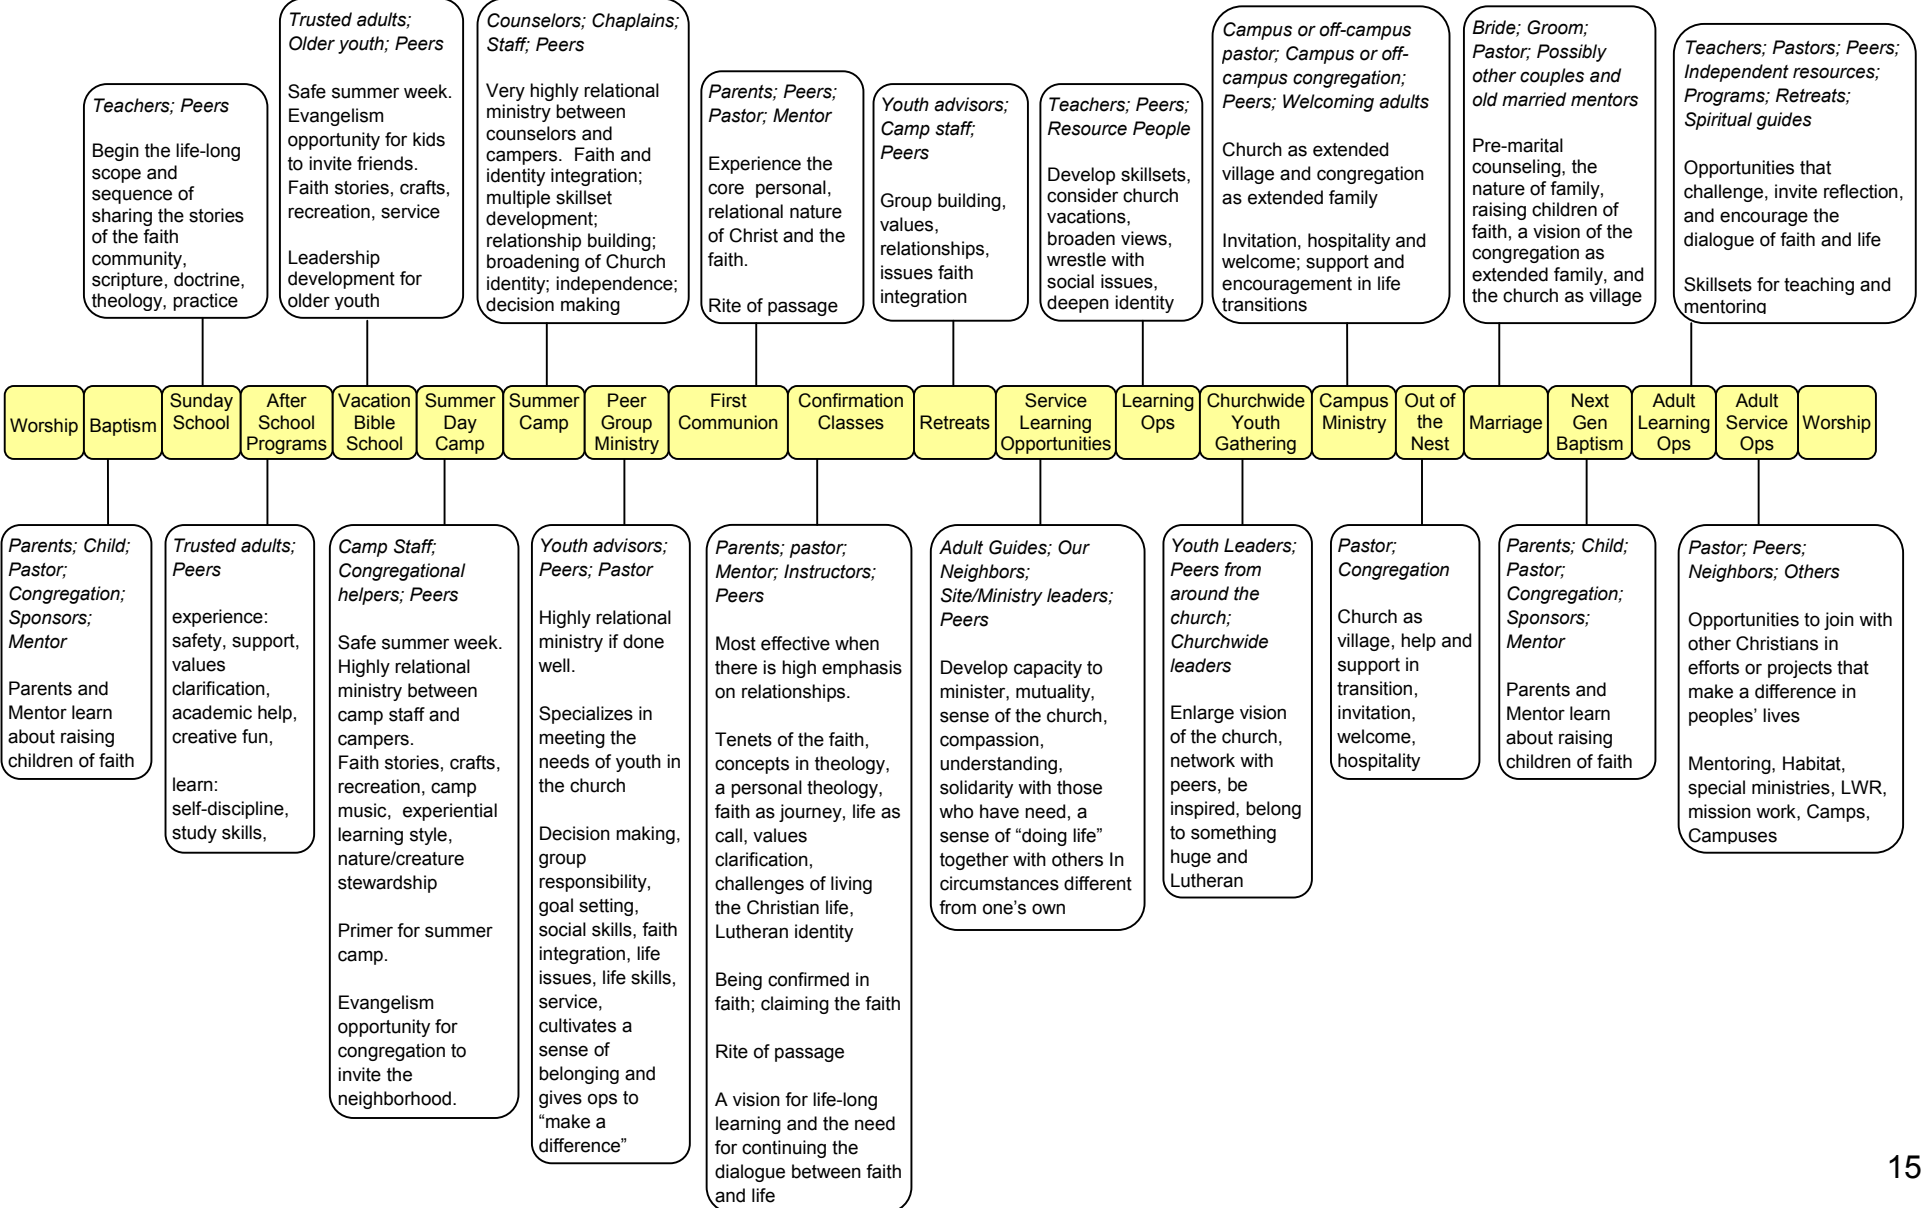 Teachers; Peers
Begin the life-long
scope and
sequence of
sharing the stories
of the faith
community,
scripture, doctrine,
theology, practice
Trusted adults;
Older youth; Peers
Safe summer week.
Evangelism
opportunity for kids
to invite friends.
Faith stories, crafts,
recreation, service
Leadership
development for
older youth
Counselors; Chaplains;
Staff; Peers
Very highly relational
ministry between
counselors and
campers.  Faith and
identity integration;
multiple skillset
development;
relationship building;
broadening of Church
identity; independence;
decision making
Parents; Peers;
Pastor; Mentor
Experience the
core  personal,
relational nature
of Christ and the
faith.
Rite of passage
Youth advisors;
Camp staff;
Peers
Group building,
values,
relationships,
issues faith
integration
Teachers; Peers;
Resource People
Develop skillsets,
consider church
vacations,
broaden views,
wrestle with
social issues,
deepen identity
Campus or off-campus
pastor; Campus or off-
campus congregation;
Peers; Welcoming adults
Church as extended
village and congregation
as extended family
Invitation, hospitality and
welcome; support and
encouragement in life
transitions
Bride; Groom;
Pastor; Possibly
other couples and
old married mentors
Pre-marital
counseling, the
nature of family,
raising children of
faith, a vision of the
congregation as
extended family, and
the church as village
Teachers; Pastors; Peers;
Independent resources;
Programs; Retreats;
Spiritual guides
Opportunities that
challenge, invite reflection,
and encourage the
dialogue of faith and life
Skillsets for teaching and
mentoring
Worship
Baptism
Sunday
School
After
School
Programs
Vacation
Bible
School
Summer
Day
Camp
Summer
Camp
Peer
Group
Ministry
First
Communion
Confirmation
Classes
Retreats
Service
Learning
Opportunities
Learning
Ops
Churchwide
Youth
Gathering
Campus
Ministry
Out of
the
Nest
Marriage
Next
Gen
Baptism
Adult
Learning
Ops
Adult
Service
Ops
Worship
Parents; Child;
Pastor;
Congregation;
Sponsors;
Mentor
Parents and
Mentor learn
about raising
children of faith
Trusted adults;
Peers
experience:
safety, support,
values
clarification,
academic help,
creative fun,
learn:
self-discipline,
study skills,
Camp Staff;
Congregational
helpers; Peers
Safe summer week.
Highly relational
ministry between
camp staff and
campers.
Faith stories, crafts,
recreation, camp
music,  experiential
learning style,
nature/creature
stewardship
Primer for summer
camp.
Evangelism
opportunity for
congregation to
invite the
neighborhood.
Youth advisors;
Peers; Pastor
Highly relational
ministry if done
well.
Specializes in
meeting the
needs of youth in
the church
Decision making,
group
responsibility,
goal setting,
social skills, faith
integration, life
issues, life skills,
service,
cultivates a
sense of
belonging and
gives ops to
“make a
difference”
Parents; pastor;
Mentor; Instructors;
Peers
Most effective when
there is high emphasis
on relationships.
Tenets of the faith,
concepts in theology,
a personal theology,
faith as journey, life as
call, values
clarification,
challenges of living
the Christian life,
Lutheran identity
Being confirmed in
faith; claiming the faith
Rite of passage
A vision for life-long
learning and the need
for continuing the
dialogue between faith
and life
Adult Guides; Our
Neighbors;
Site/Ministry leaders;
Peers
Develop capacity to
minister, mutuality,
sense of the church,
compassion,
understanding,
solidarity with those
who have need, a
sense of “doing life”
together with others In
circumstances different
from one’s own
Youth Leaders;
Peers from
around the
church;
Churchwide
leaders
Enlarge vision
of the church,
network with
peers, be
inspired, belong
to something
huge and
Lutheran
Pastor;
Congregation
Church as
village, help and
support in
transition,
invitation,
welcome,
hospitality
Parents; Child;
Pastor;
Congregation;
Sponsors;
Mentor
Parents and
Mentor learn
about raising
children of faith
Pastor; Peers;
Neighbors; Others
Opportunities to join with
other Christians in
efforts or projects that
make a difference in
peoples’ lives
Mentoring, Habitat,
special ministries, LWR,
mission work, Camps,
Campuses
15